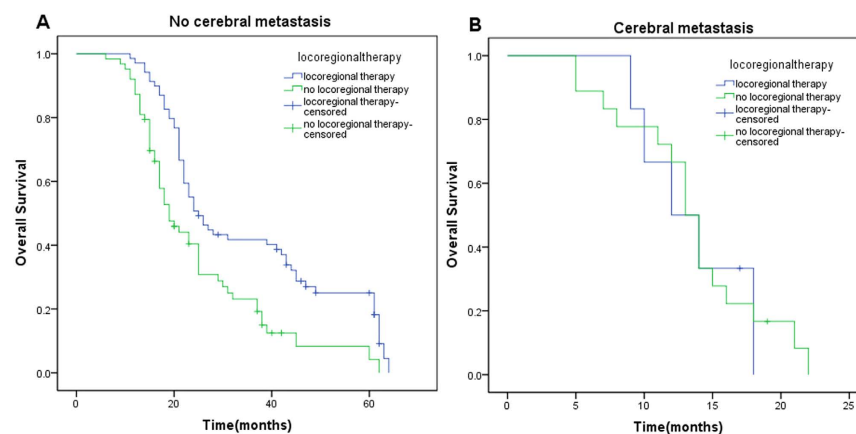 A
No cerebral metastasis
locoregionaltherapy
locoregional therapy
no locoregional therapy
locoregional therapy-
censored
no locoregional therapy-
censored
1.0
0.8
0.6
0.4
0.2
0.0
Overall Survival
0
20
40
60
Time(months)
B
Cerebral metastasis
locoregionaltherapy
locoregional therapy
no locoregional therapy
locoregional therapy-
censored
no locoregional therapy-
censored
1.0
0.8
0.6
0.4
0.2
0.0
Overall Survival
0
5
10
15
20
25
Time(months)